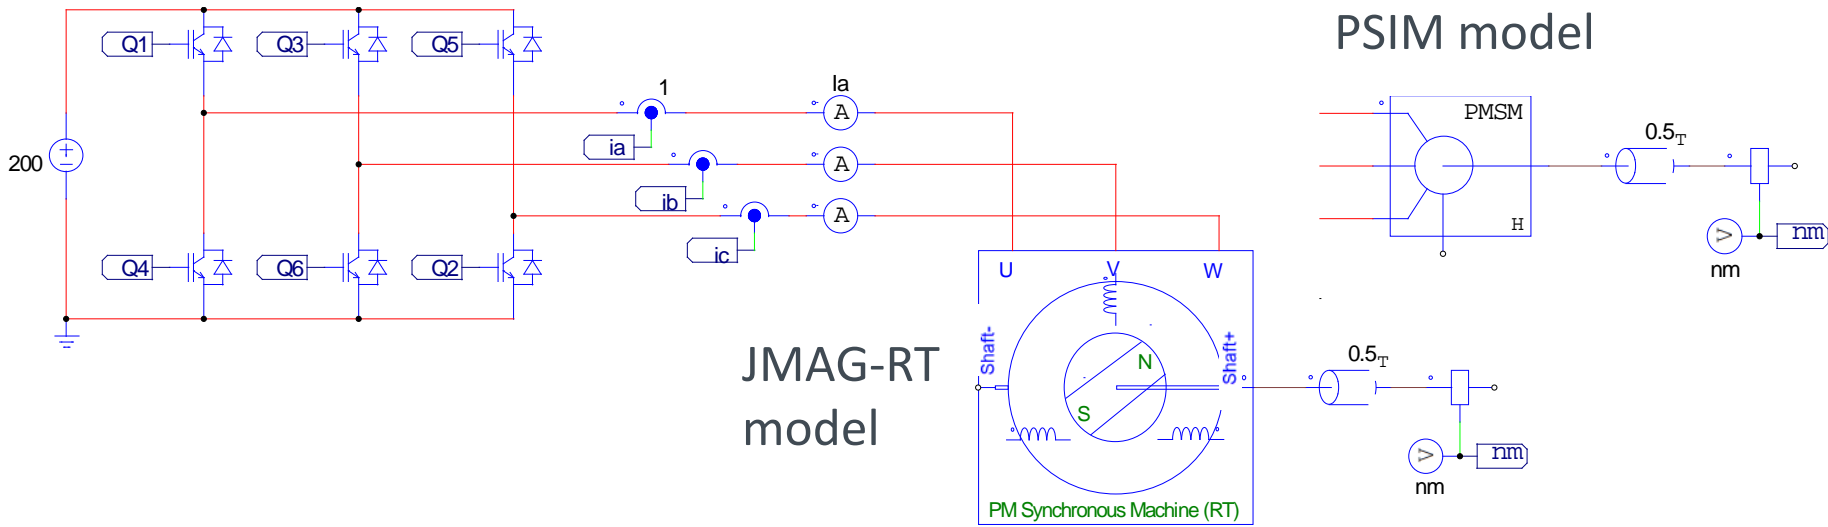 PSIM model
Q1
Q3
Q5
200
1
Ia
A
ia
A
ib
A
ic
Q4
Q6
Q2
PMSM
H
0.5T
V
nm
nm
JMAG-RT
model
U
V
W
Shaft-
Shaft+
N
S
PM Synchronous Machine (RT)
0.5T
V
nm
nm